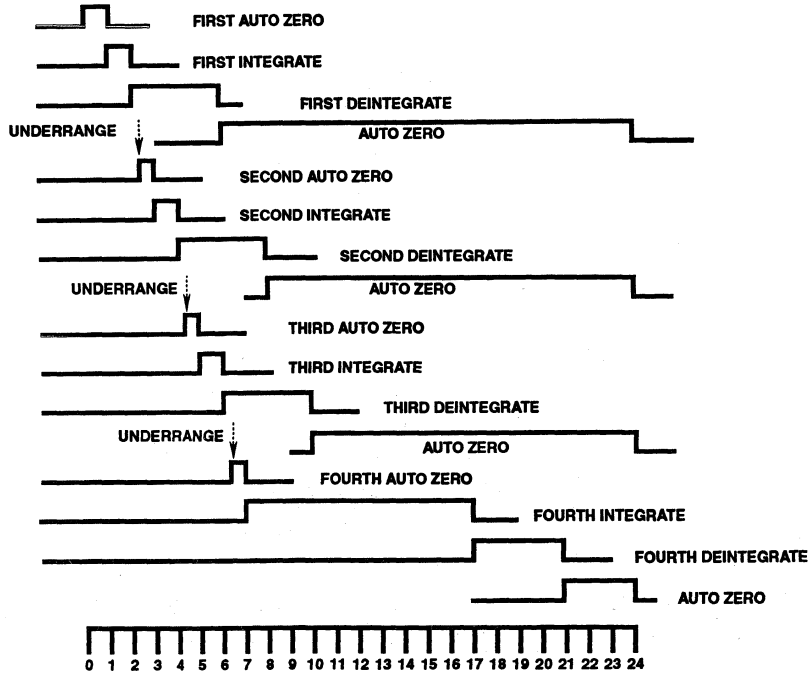 FIRST AUTO ZERO
FIRST INTEGRATE
FIRST DEINTEGRATE
UNDERRANGE
AUTO ZERO
SECOND AUTO ZERO
SECOND INTEGRATE
SECOND DEINTEGRATE
UNDERRANGE
AUTO ZERO
THIRD AUTO ZERO
THIRD INTEGRATE
THIRD DEINTEGRATE
UNDERRANGE
AUTO ZERO
FOURTH AUTO ZERO
FOURTH INTEGRATE
FOURTH DEINTEGRATE
AUTO ZERO
0 1 2 3 4 5 6 7 8 9 10 11 12 13 14 15 16 17 18 19 20 21 22 23 24